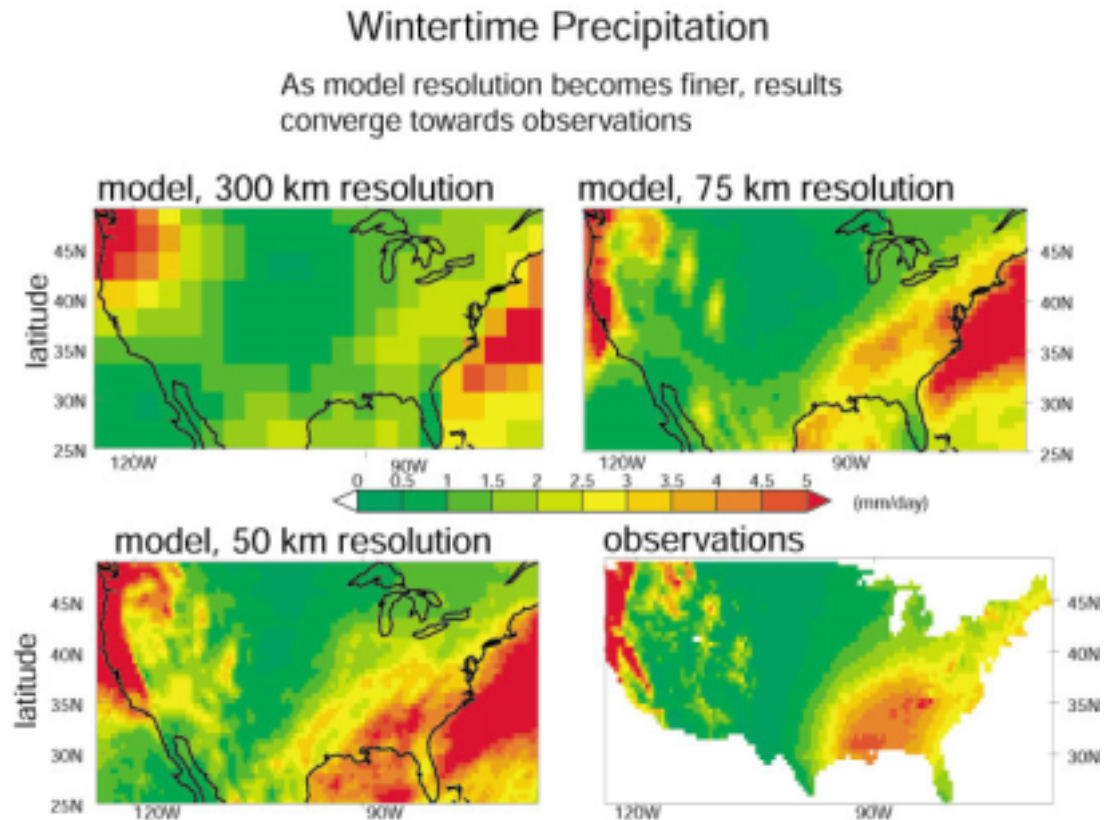 Wintertime Precipitation
As model resolution becomes finer, results
converge towards observations
model, 300 km resolution
model, 75 km resolution
latitude
45N
40N
35N
30N
25N
120W
90W
45N
40N
35N
30N
25N
120W
90W
0 0.5 1 1.5 2 2.5 3 3.5 4 4.5 5
(mm/day)
model, 50 km resolution
observations
latitude
45N
40N
35N
30N
25N
120W
90W
45N
40N
35N
30N
120W
90W